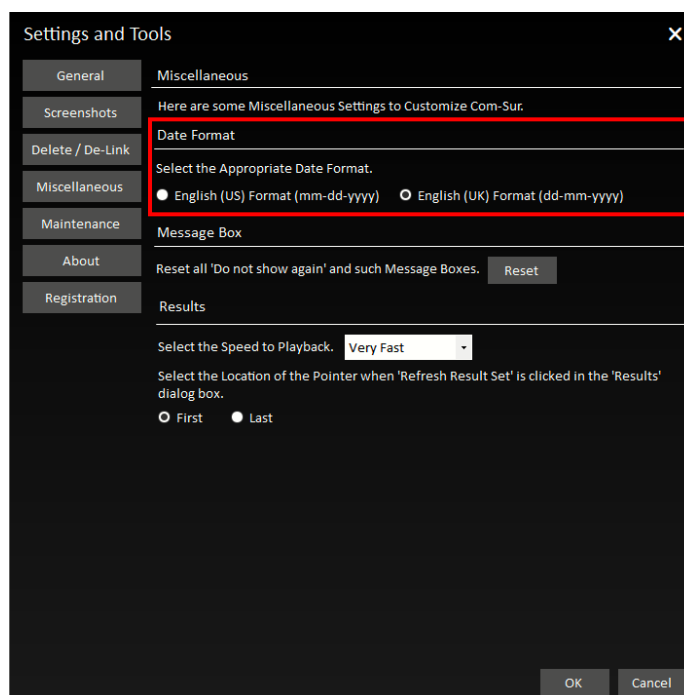 Settings and Tools
General
Screenshots
Delete / De-Link
Miscellaneous
Maintenance
About
Registration
Miscellaneous
Here are some Miscellaneous Settings to Customize Com-Sur.
Date Format
Select the Appropriate Date Format.
English (US) Format (mm-dd-yyyy) English (UK) Format (dd-mm-yyyy)
Message Box
Reset all 'Do not show again' and such Message Boxes. Reset
Results
Select the Speed to Playback. Very Fast
Select the Location of the Pointer when 'Refresh Result Set' is clicked in the 'Results'
dialog box.
First Last
OK Cancel